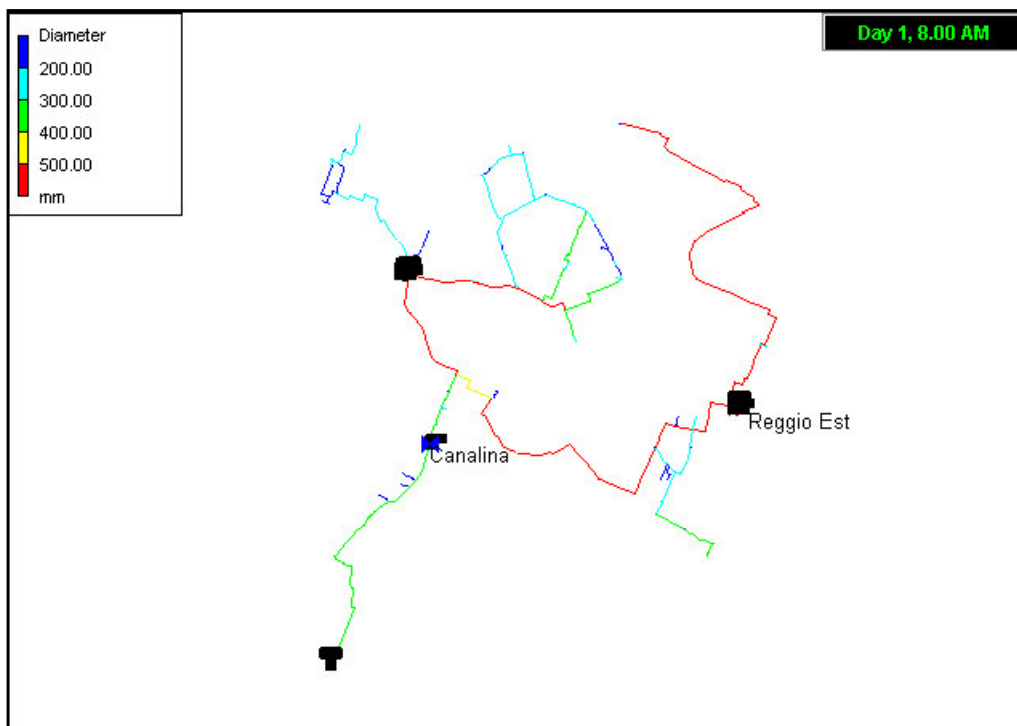 Diameter
200.00
300.00
400.00
500.00
mm
Day 1, 8.00 AM
Reggio Est
Canalina